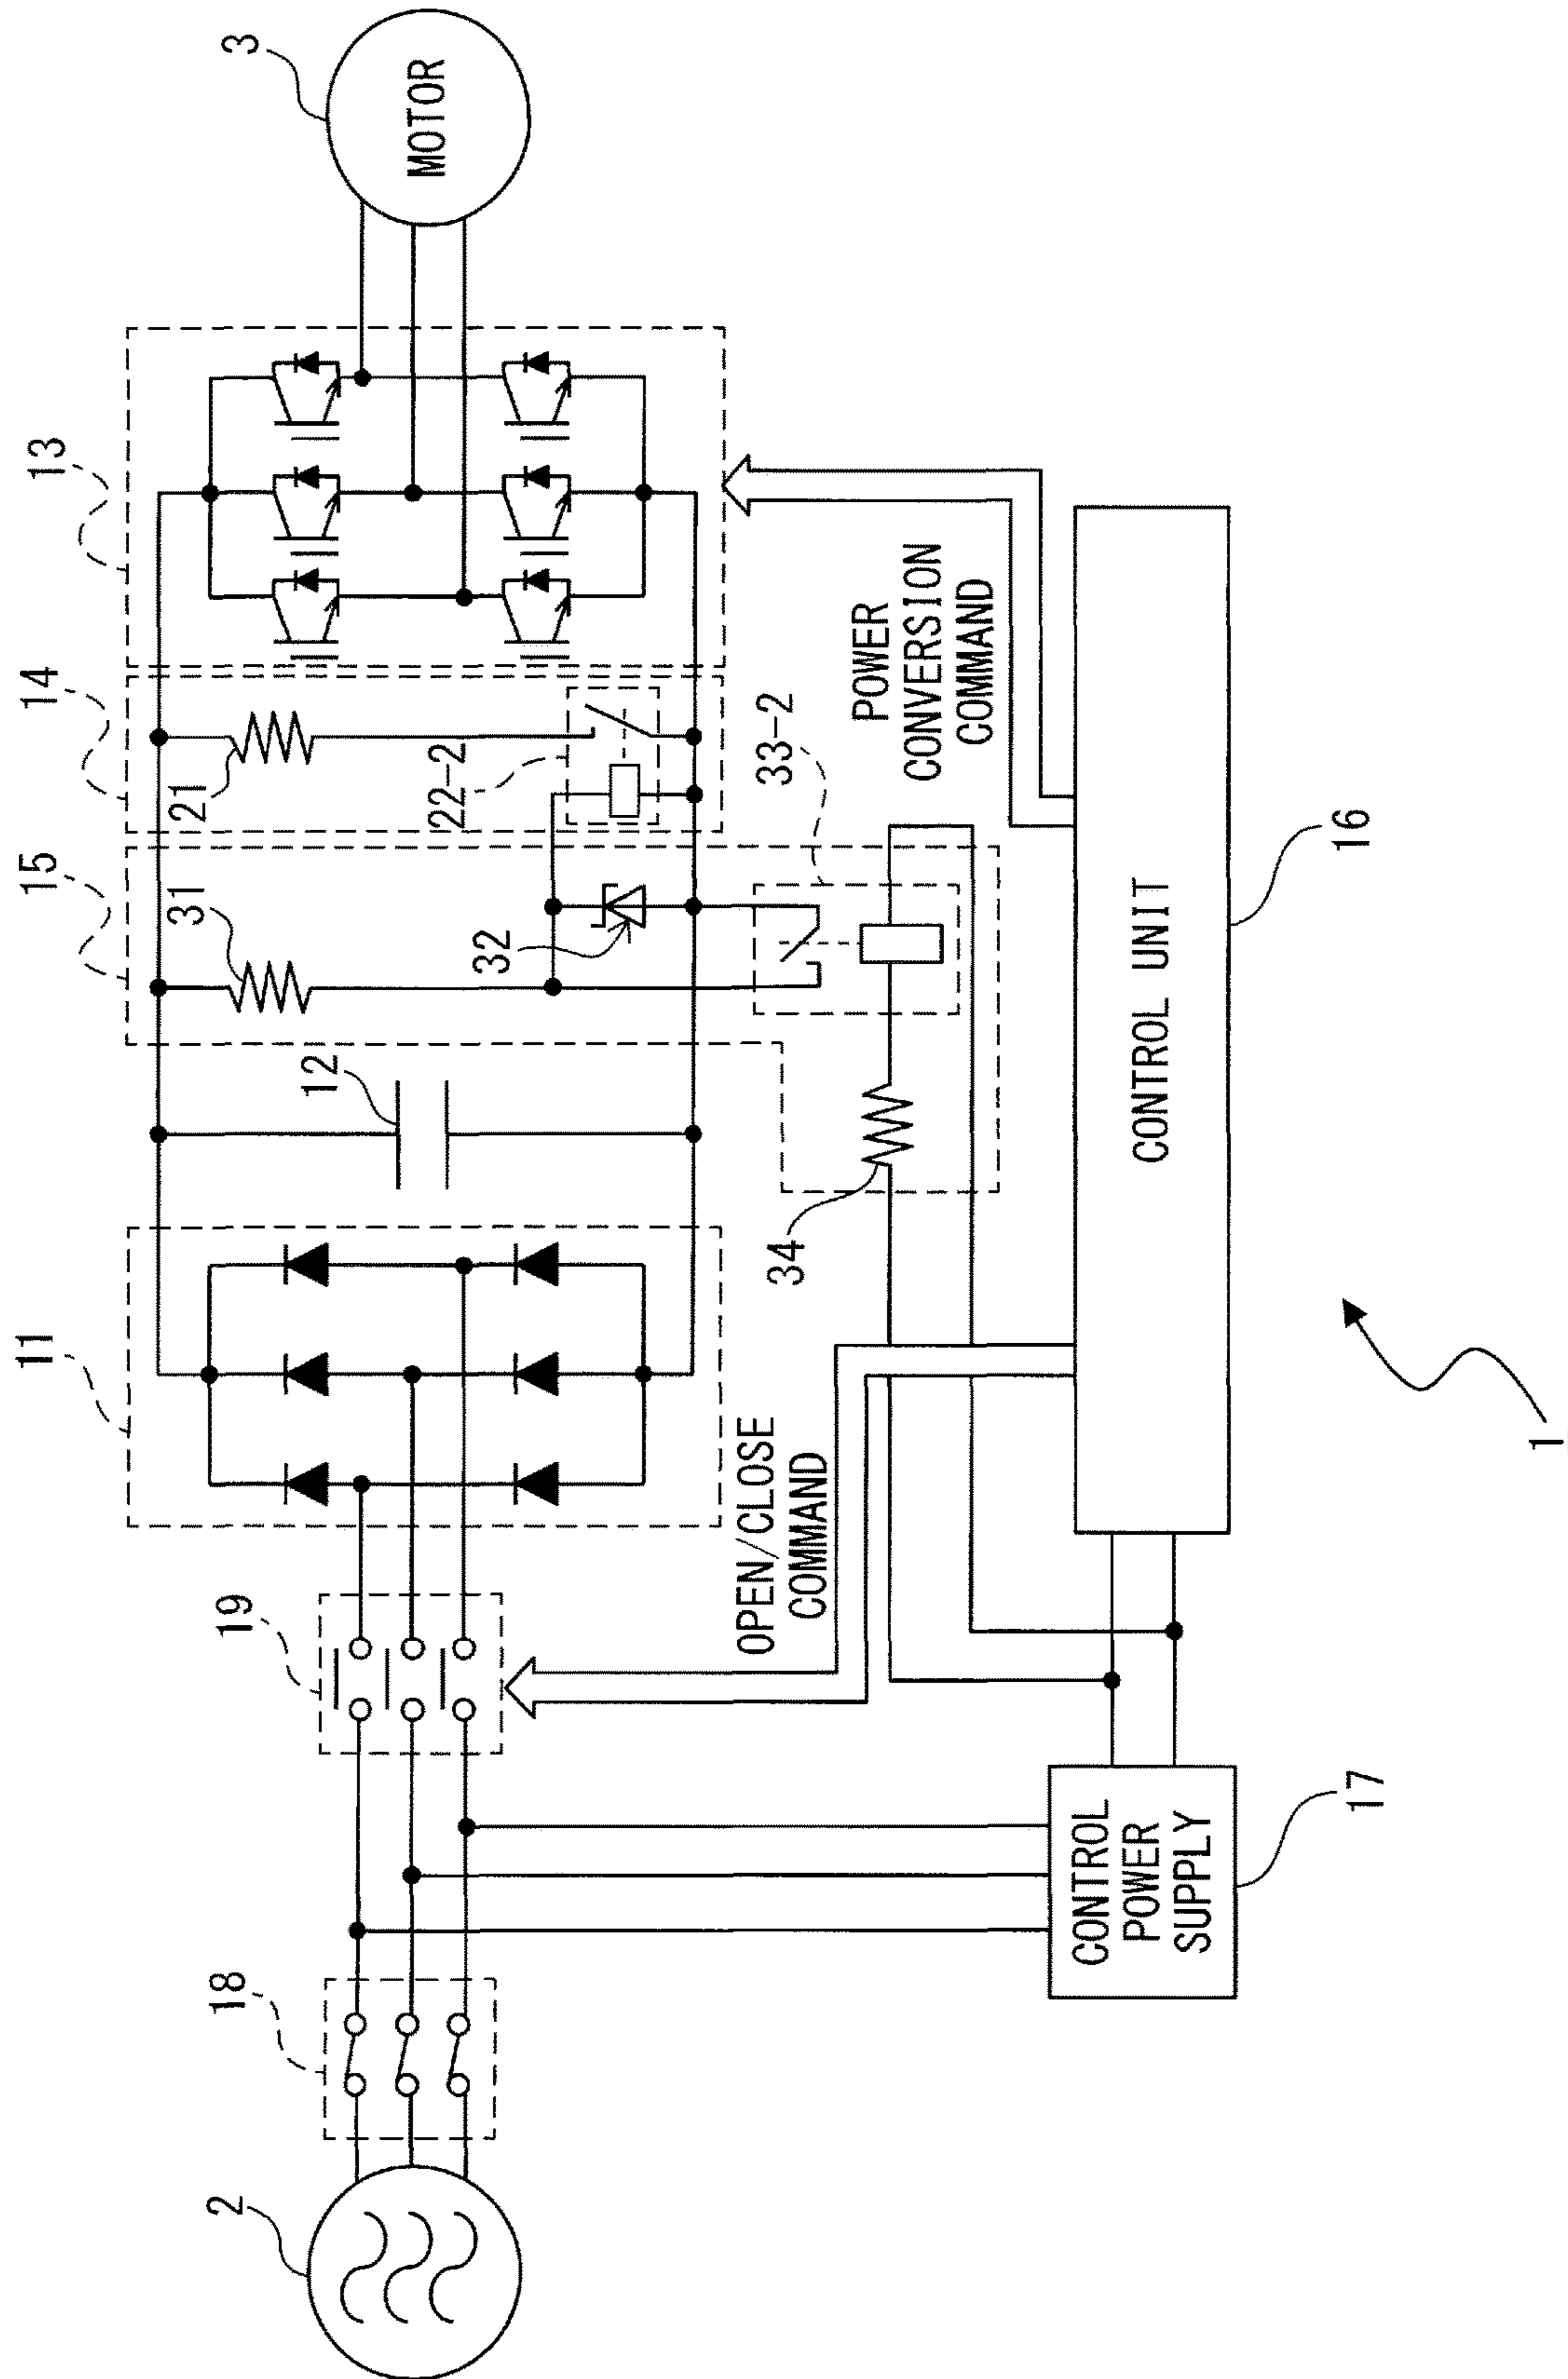 11
15
14
13
3
MOTOR
31
21
12
22-2
32
33-2
POWER
CONVERSION
COMMAND
2
18
19
OPEN/CLOSE
COMMAND
34
CONTROL
POWER
SUPPLY
17
CONTROL UNIT
16
1